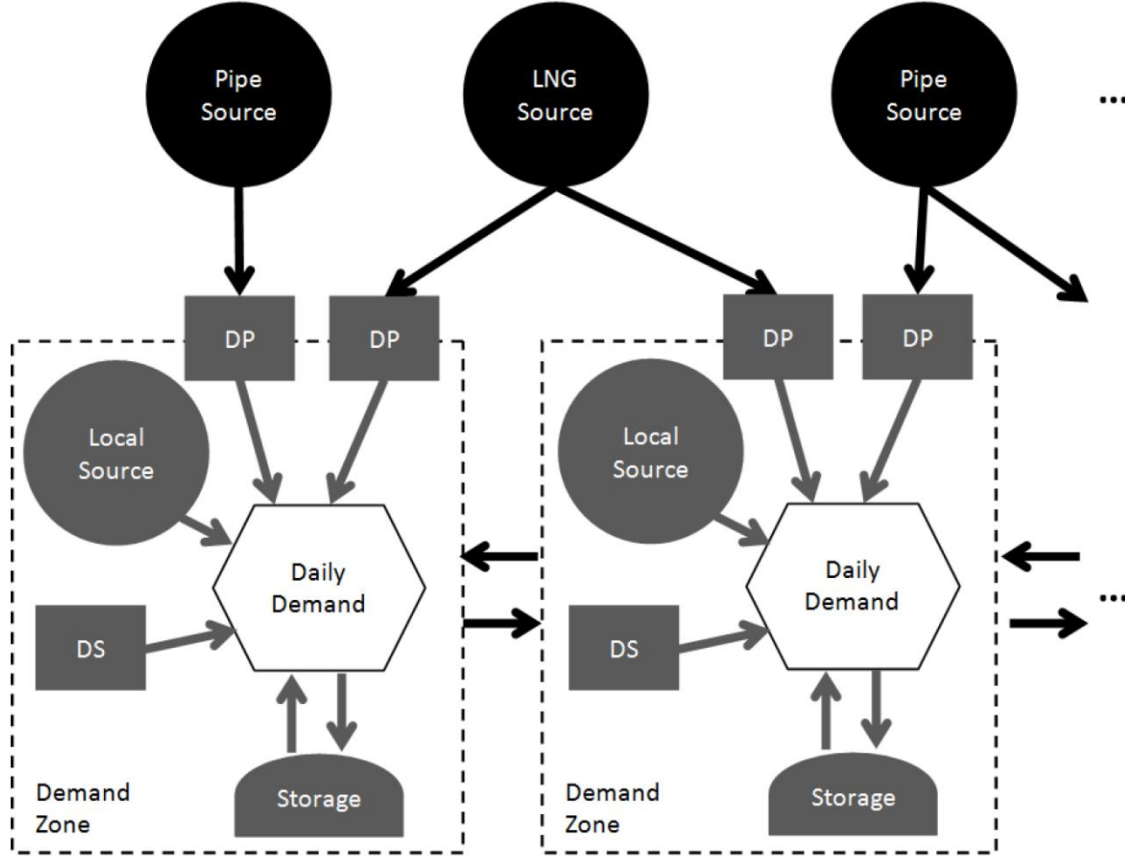 Pipe
Source
LNG
Source
Pipe
Source
...
DP
DP
DP
DP
Local
Source
Local
Source
Daily
Demand
Daily
Demand
...
DS
DS
Storage
Storage
Demand
Zone
Demand
Zone